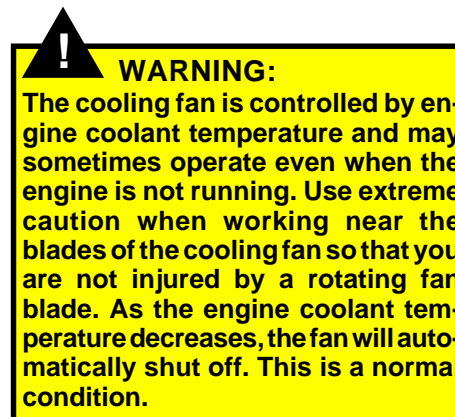 !
WARNING:
The cooling fan is controlled by en-
gine coolant temperature and may
sometimes operate even when the
engine is not running. Use extreme
caution when working near the
blades of the cooling fan so that you
are not injured by a rotating fan
blade. As the engine coolant tem-
perature decreases, the fan will auto-
matically shut off. This is a normal
condition.